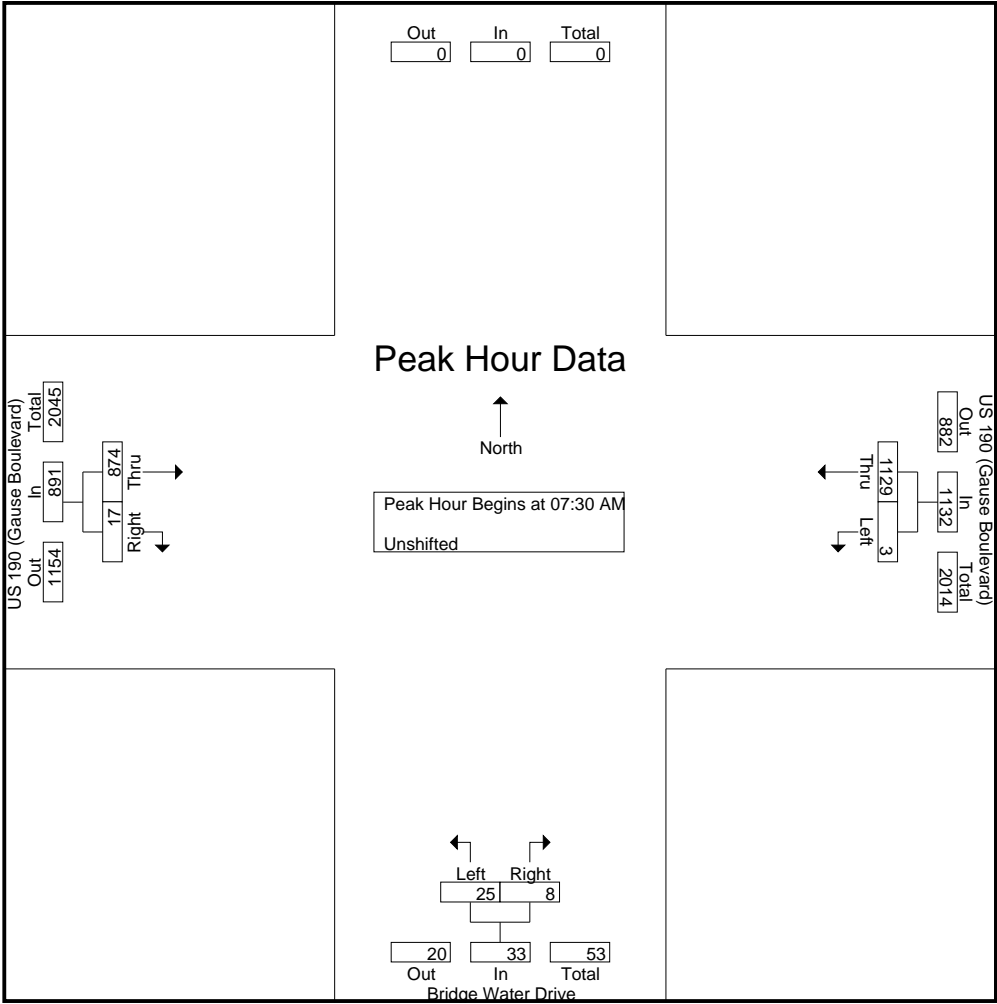 Out In Total
0 0 0
Peak Hour Data
North
Peak Hour Begins at 07:30 AM
Unshifted
US 190 (Gause Boulevard)
Total In Out
2045 891 1154
874 17
Thru Right
US 190 (Gause Boulevard)
Out In Total
882 1132 2014
1129 3
Thru Left
Left Right
25 8
20 33 53
Out In Total
Bridge Water Drive